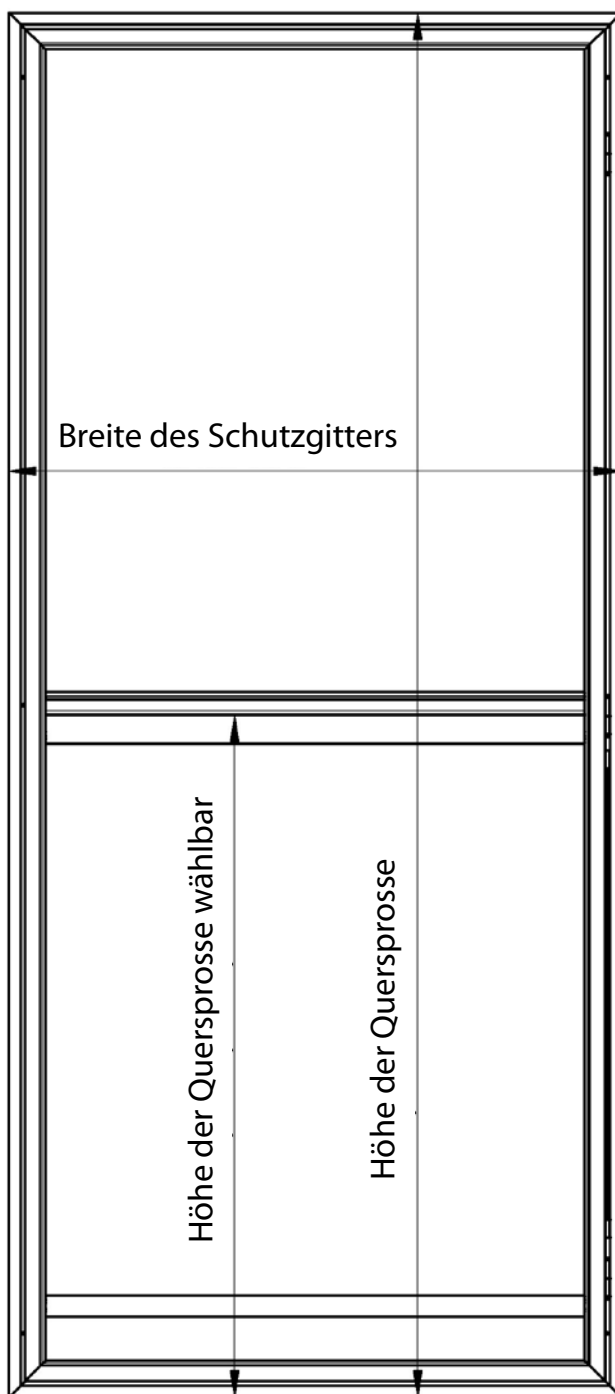 Breite des Schutzgitters
Höhe der Quersprosse wählbar
Höhe der Quersprosse